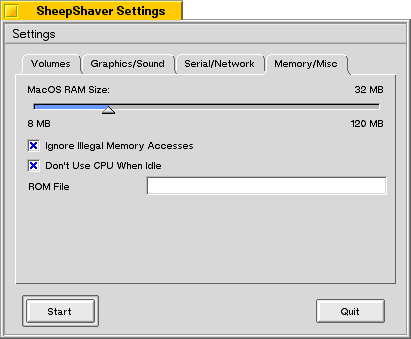 SheepShaver Settings
Settings
Volumes Graphics/Sound Serial/Network Memory/Misc
MacOS RAM Size: 32 MB
8 MB 120 MB
Ignore Illegal Memory Accesses
Don't Use CPU When Idle
ROM File
Start Quit